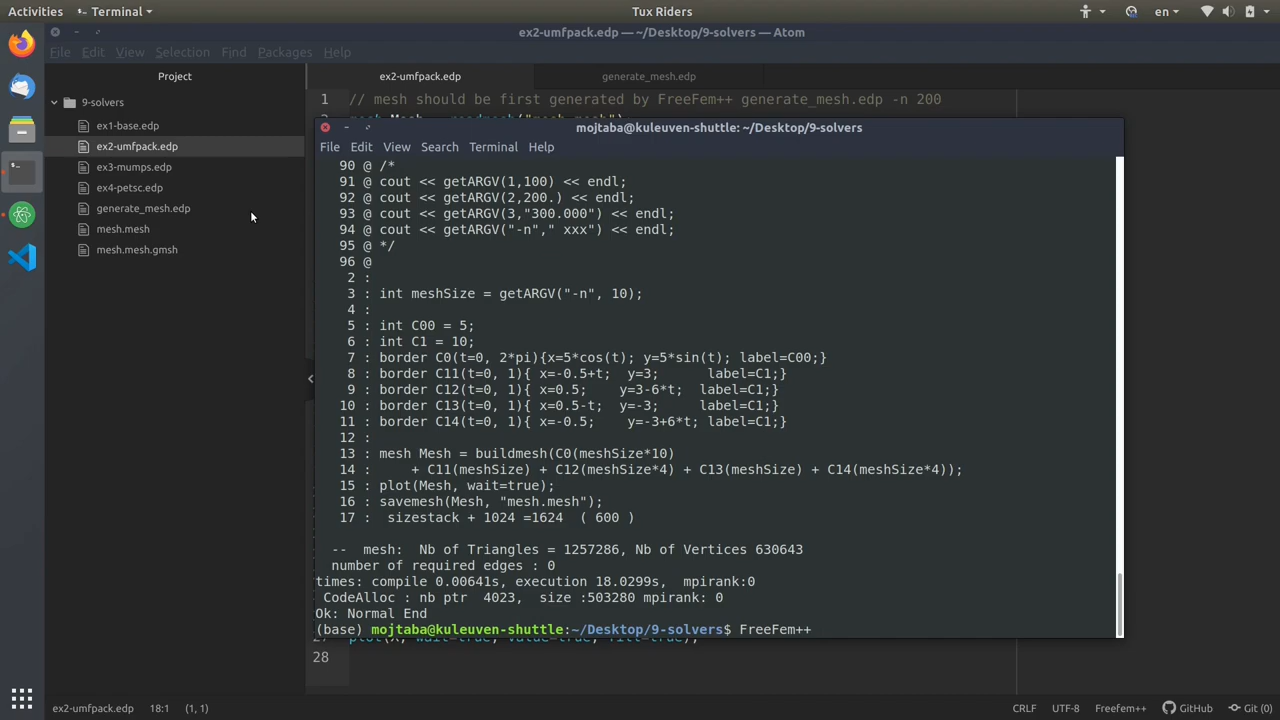 Activities Terminal Tux Riders en
ex2-umfpack.edp — ~/Desktop/9-solvers — Atom
File Edit View Selection Find Packages Help
Project ex2-umfpack.edp generate_mesh.edp
9-solvers
ex1-base.edp
ex2-umfpack.edp
ex3-mumps.edp
ex4-petsc.edp
generate_mesh.edp
mesh.mesh
mesh.mesh.gmsh
1 // mesh should be first generated by FreeFem++ generate_mesh.edp -n 200
mojtaba@kuleuven-shuttle: ~/Desktop/9-solvers
File Edit View Search Terminal Help
90 @ /*
91 @ cout << getARGV(1,100) << endl;
92 @ cout << getARGV(2,200.) << endl;
93 @ cout << getARGV(3,"300.000") << endl;
94 @ cout << getARGV("-n"," xxx") << endl;
95 @ */
96 @
2 :
3 : int meshSize = getARGV("-n", 10);
4 :
5 : int C00 = 5;
6 : int C1 = 10;
7 : border C0(t=0, 2*pi){x=5*cos(t); y=5*sin(t); label=C00;}
8 : border C11(t=0, 1){ x=-0.5+t; y=3; label=C1;}
9 : border C12(t=0, 1){ x=0.5; y=3-6*t; label=C1;}
10 : border C13(t=0, 1){ x=0.5-t; y=-3; label=C1;}
11 : border C14(t=0, 1){ x=-0.5; y=-3+6*t; label=C1;}
12 :
13 : mesh Mesh = buildmesh(C0(meshSize*10)
14 : + C11(meshSize) + C12(meshSize*4) + C13(meshSize) + C14(meshSize*4));
15 : plot(Mesh, wait=true);
16 : savemesh(Mesh, "mesh.mesh");
17 : sizestack + 1024 =1624 ( 600 )
-- mesh: Nb of Triangles = 1257286, Nb of Vertices 630643
number of required edges : 0
times: compile 0.00641s, execution 18.0299s, mpirank:0
CodeAlloc : nb ptr 4023, size :503280 mpirank: 0
Ok: Normal End
(base) mojtaba@kuleuven-shuttle:~/Desktop/9-solvers$ FreeFem++
28
ex2-umfpack.edp 18:1 (1, 1) CRLF UTF-8 Freefem++ GitHub Git (0)